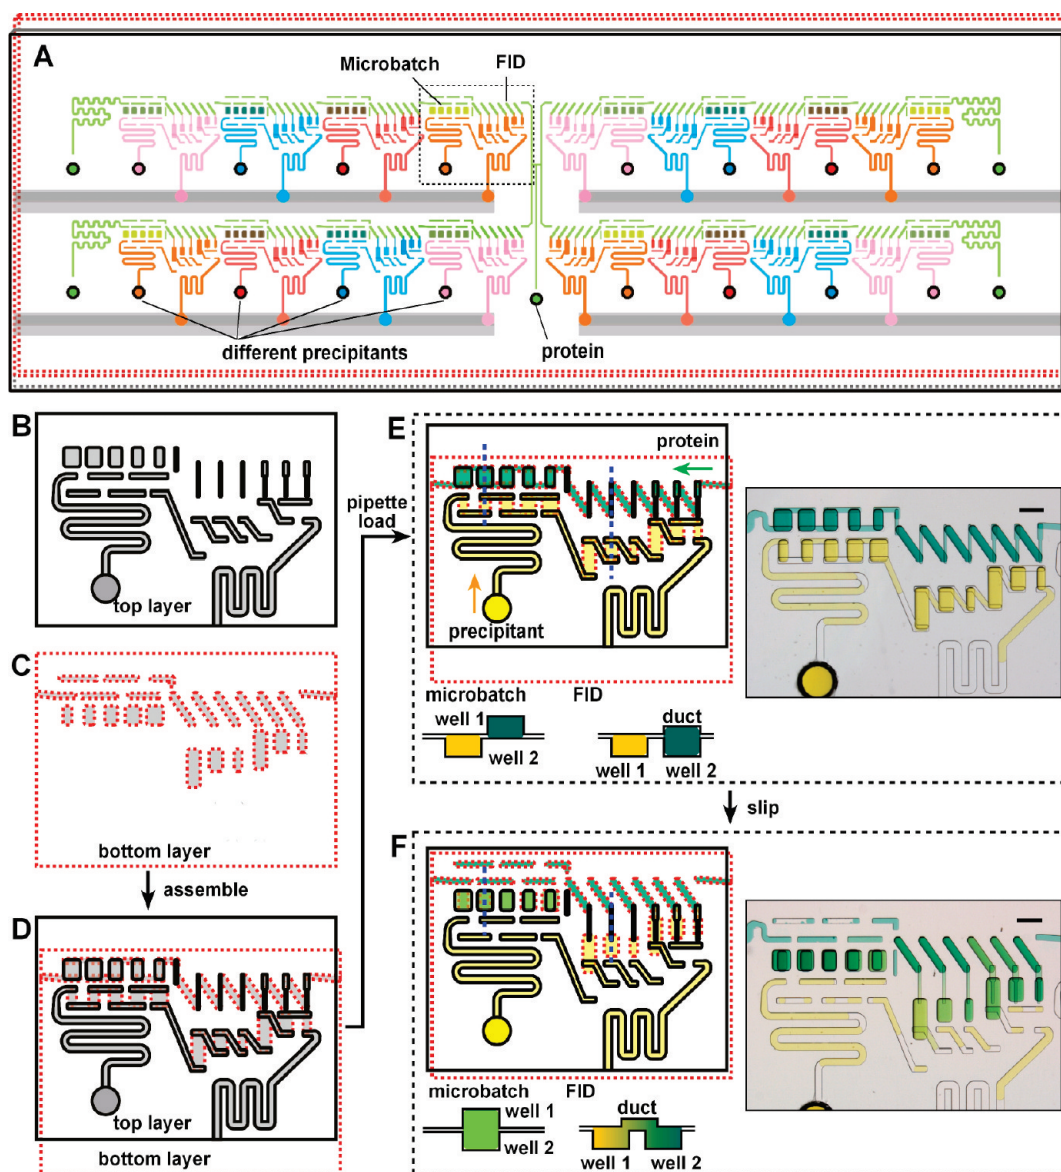 A
Microbatch
FID
different precipitants
protein
B
top layer
C
bottom layer
assemble
D
top layer
bottom layer
pipette
load
E
protein
precipitant
microbatch
FID
well 1
well 2
duct
well 1
well 2
slip
F
microbatch
FID
well 1
well 2
duct
well 1
well 2